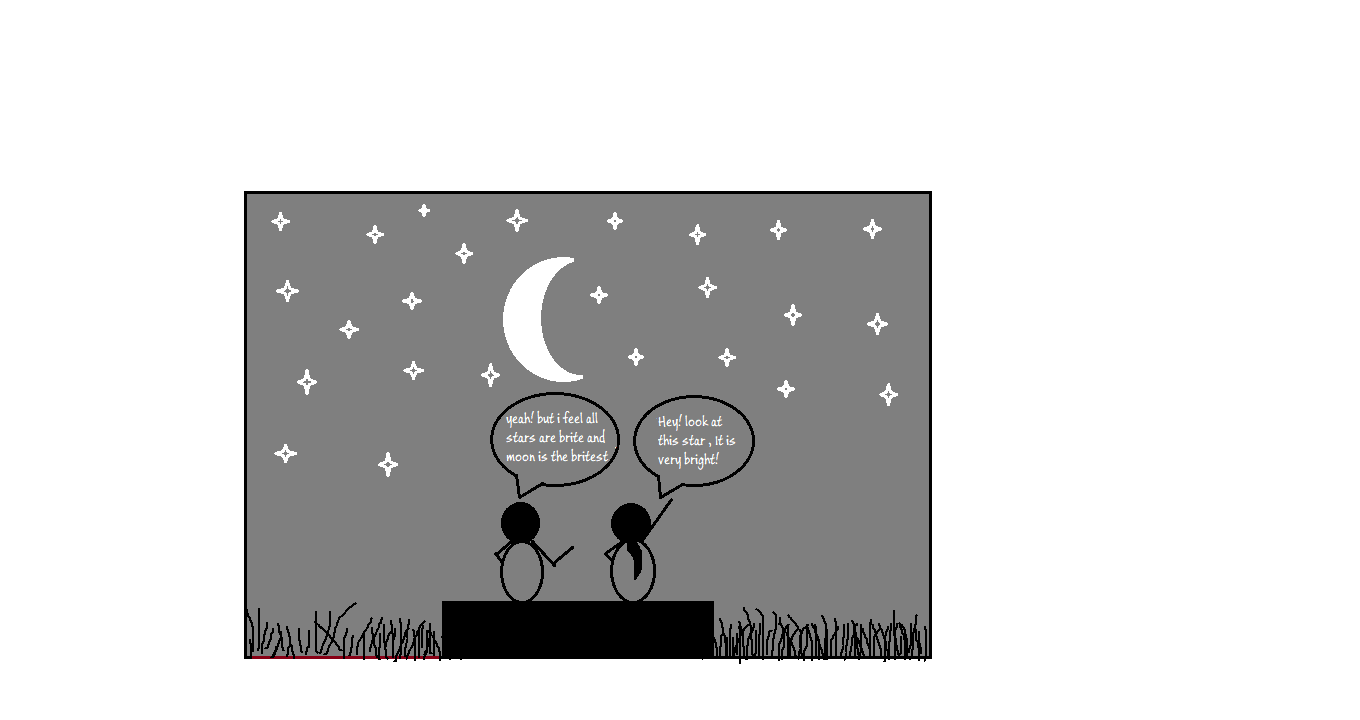 yeah! but i feel all
stars are brite and
moon is the britest
Hey! look at
this star , It is
very bright!